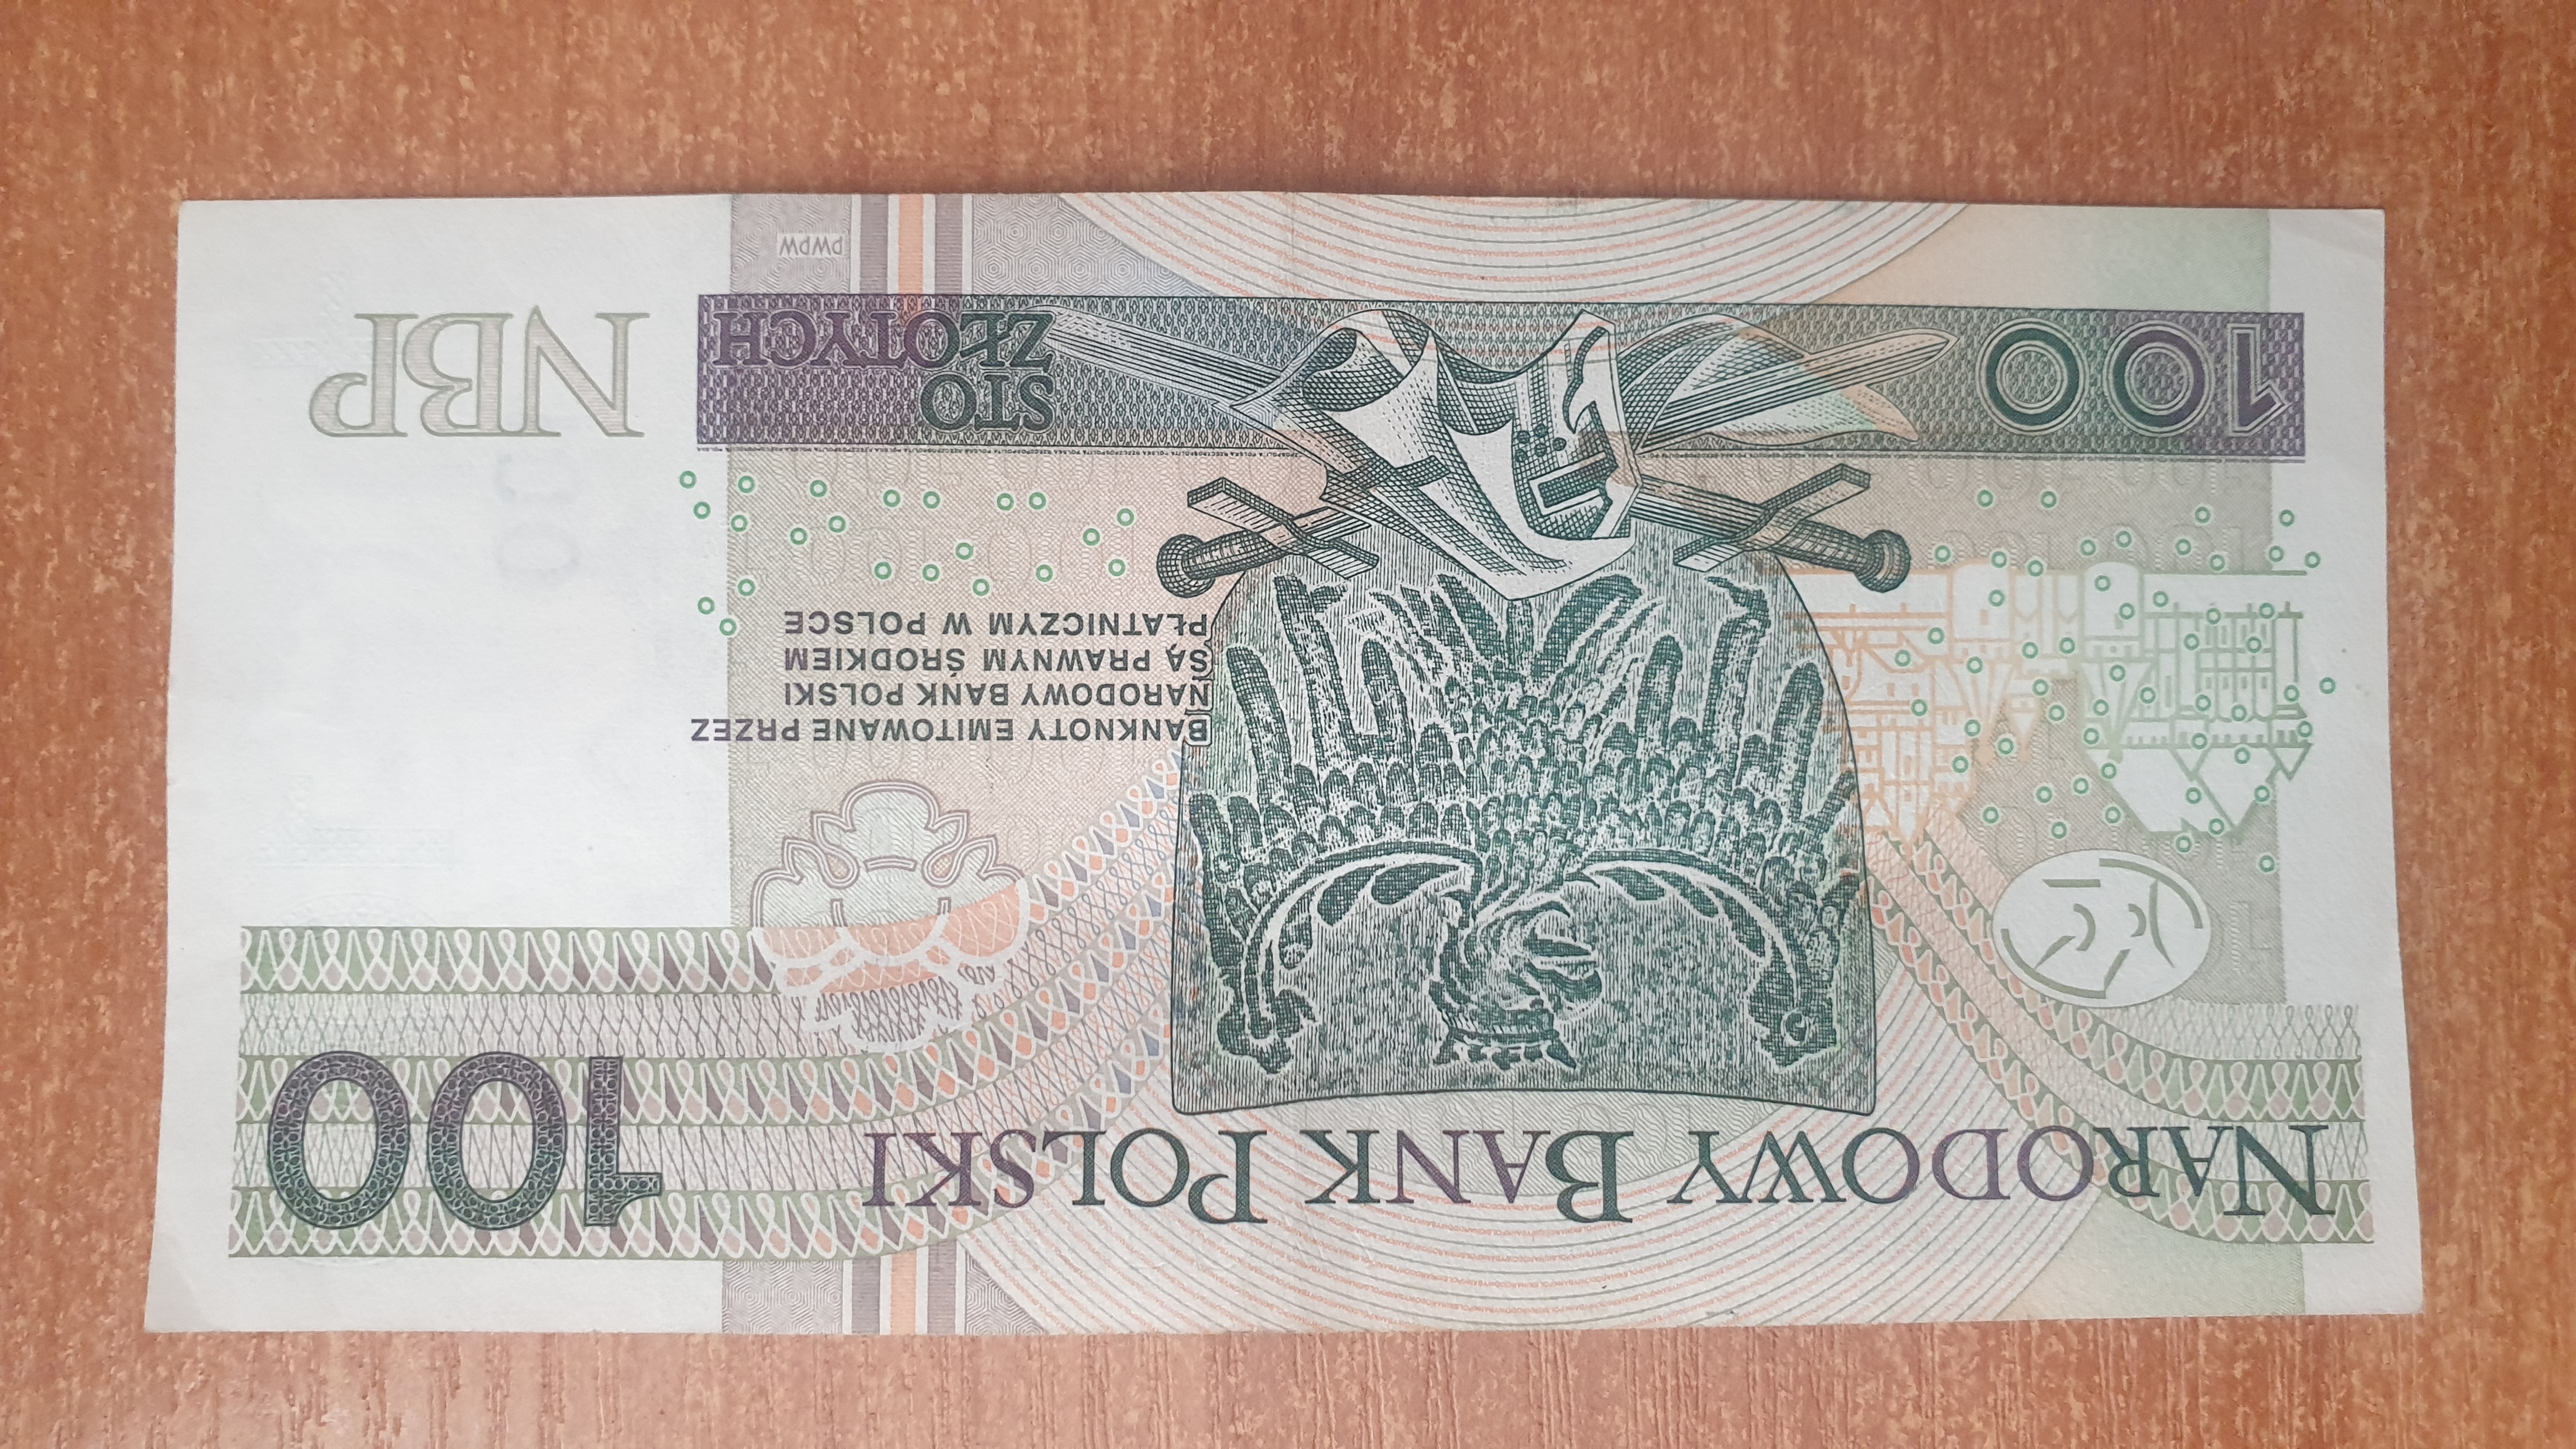 NARODOWY BANK POLSKI
100
BANKNOTY EMITOWANE PRZEZ
NARODOWY BANK POLSKI
SĄ PRAWNYM ŚRODKIEM
PŁATNICZYM W POLSCE
100
STO
ZŁOTYCH
NBP
PWPW